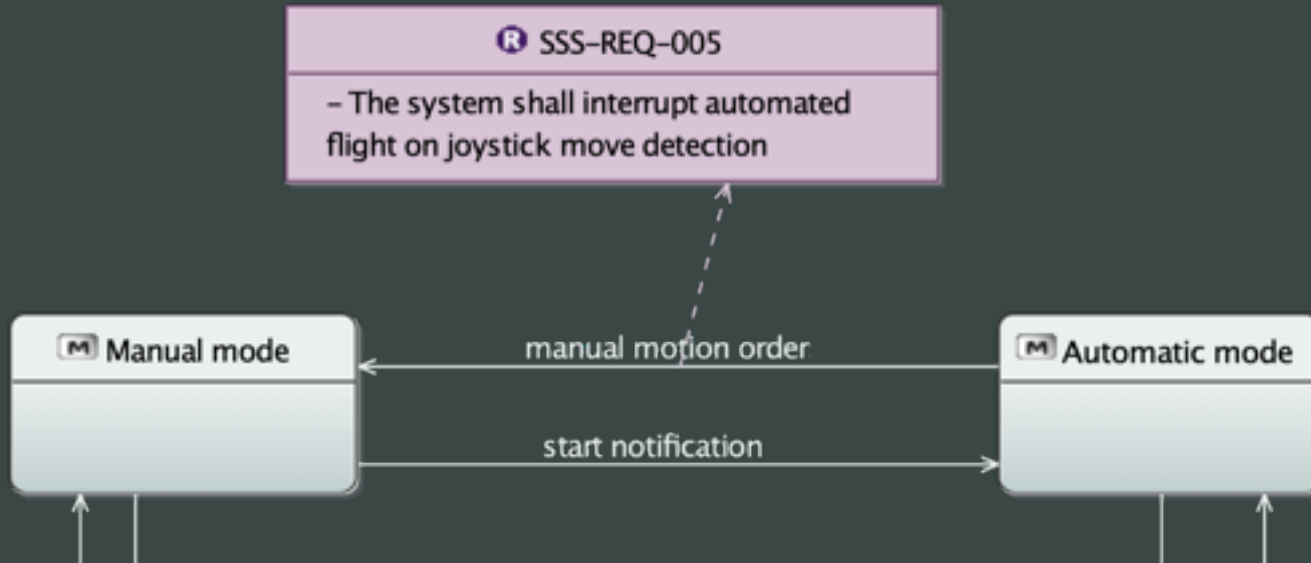 R SSS-REQ-005
– The system shall interrupt automated
flight on joystick move detection
M Manual mode
manual motion order
M Automatic mode
start notification